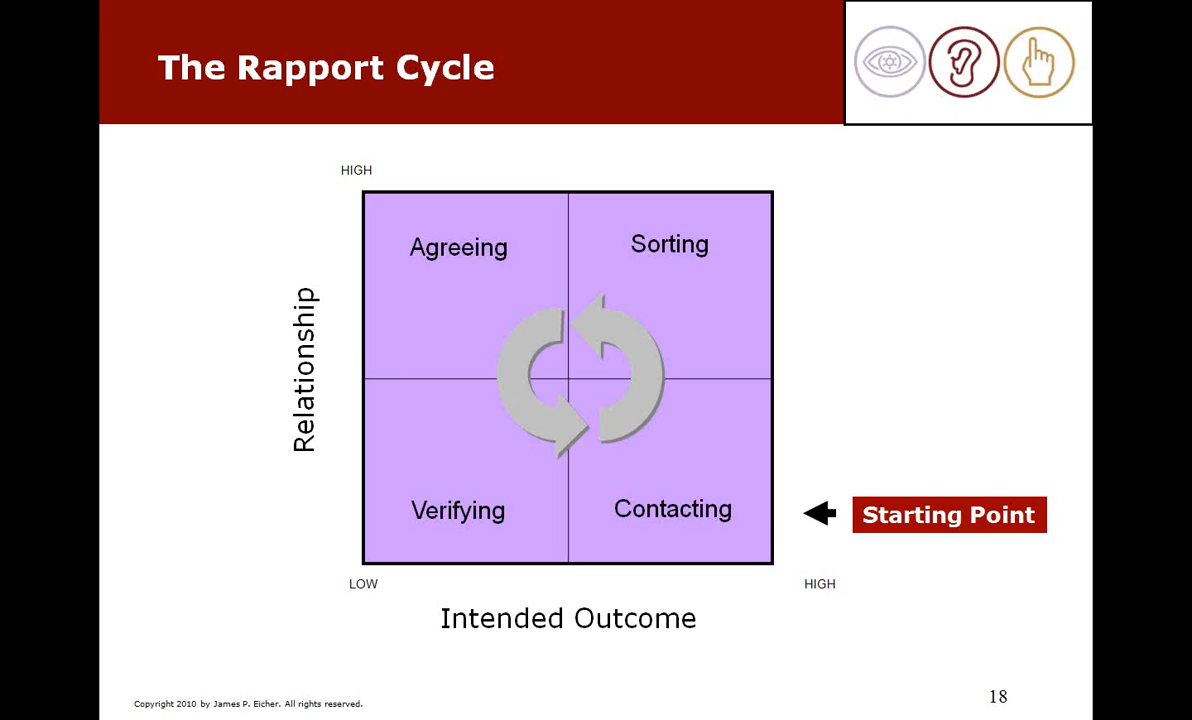 The Rapport Cycle
HIGH
Agreeing
Sorting
Relationship
Verifying
Contacting
Starting Point
LOW
HIGH
Intended Outcome
Copyright 2010 by James P. Eicher. All rights reserved.
18